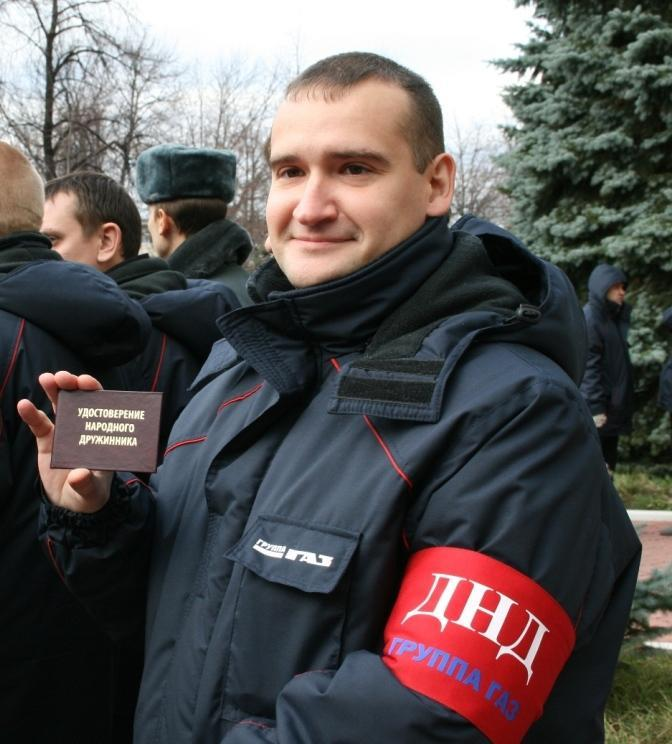 УДОСТОВЕРЕНИЕ
НАРОДНОГО
ДРУЖИННИКА
ГРУППА ГАЗ
ДНД
ГРУППА ГАЗ